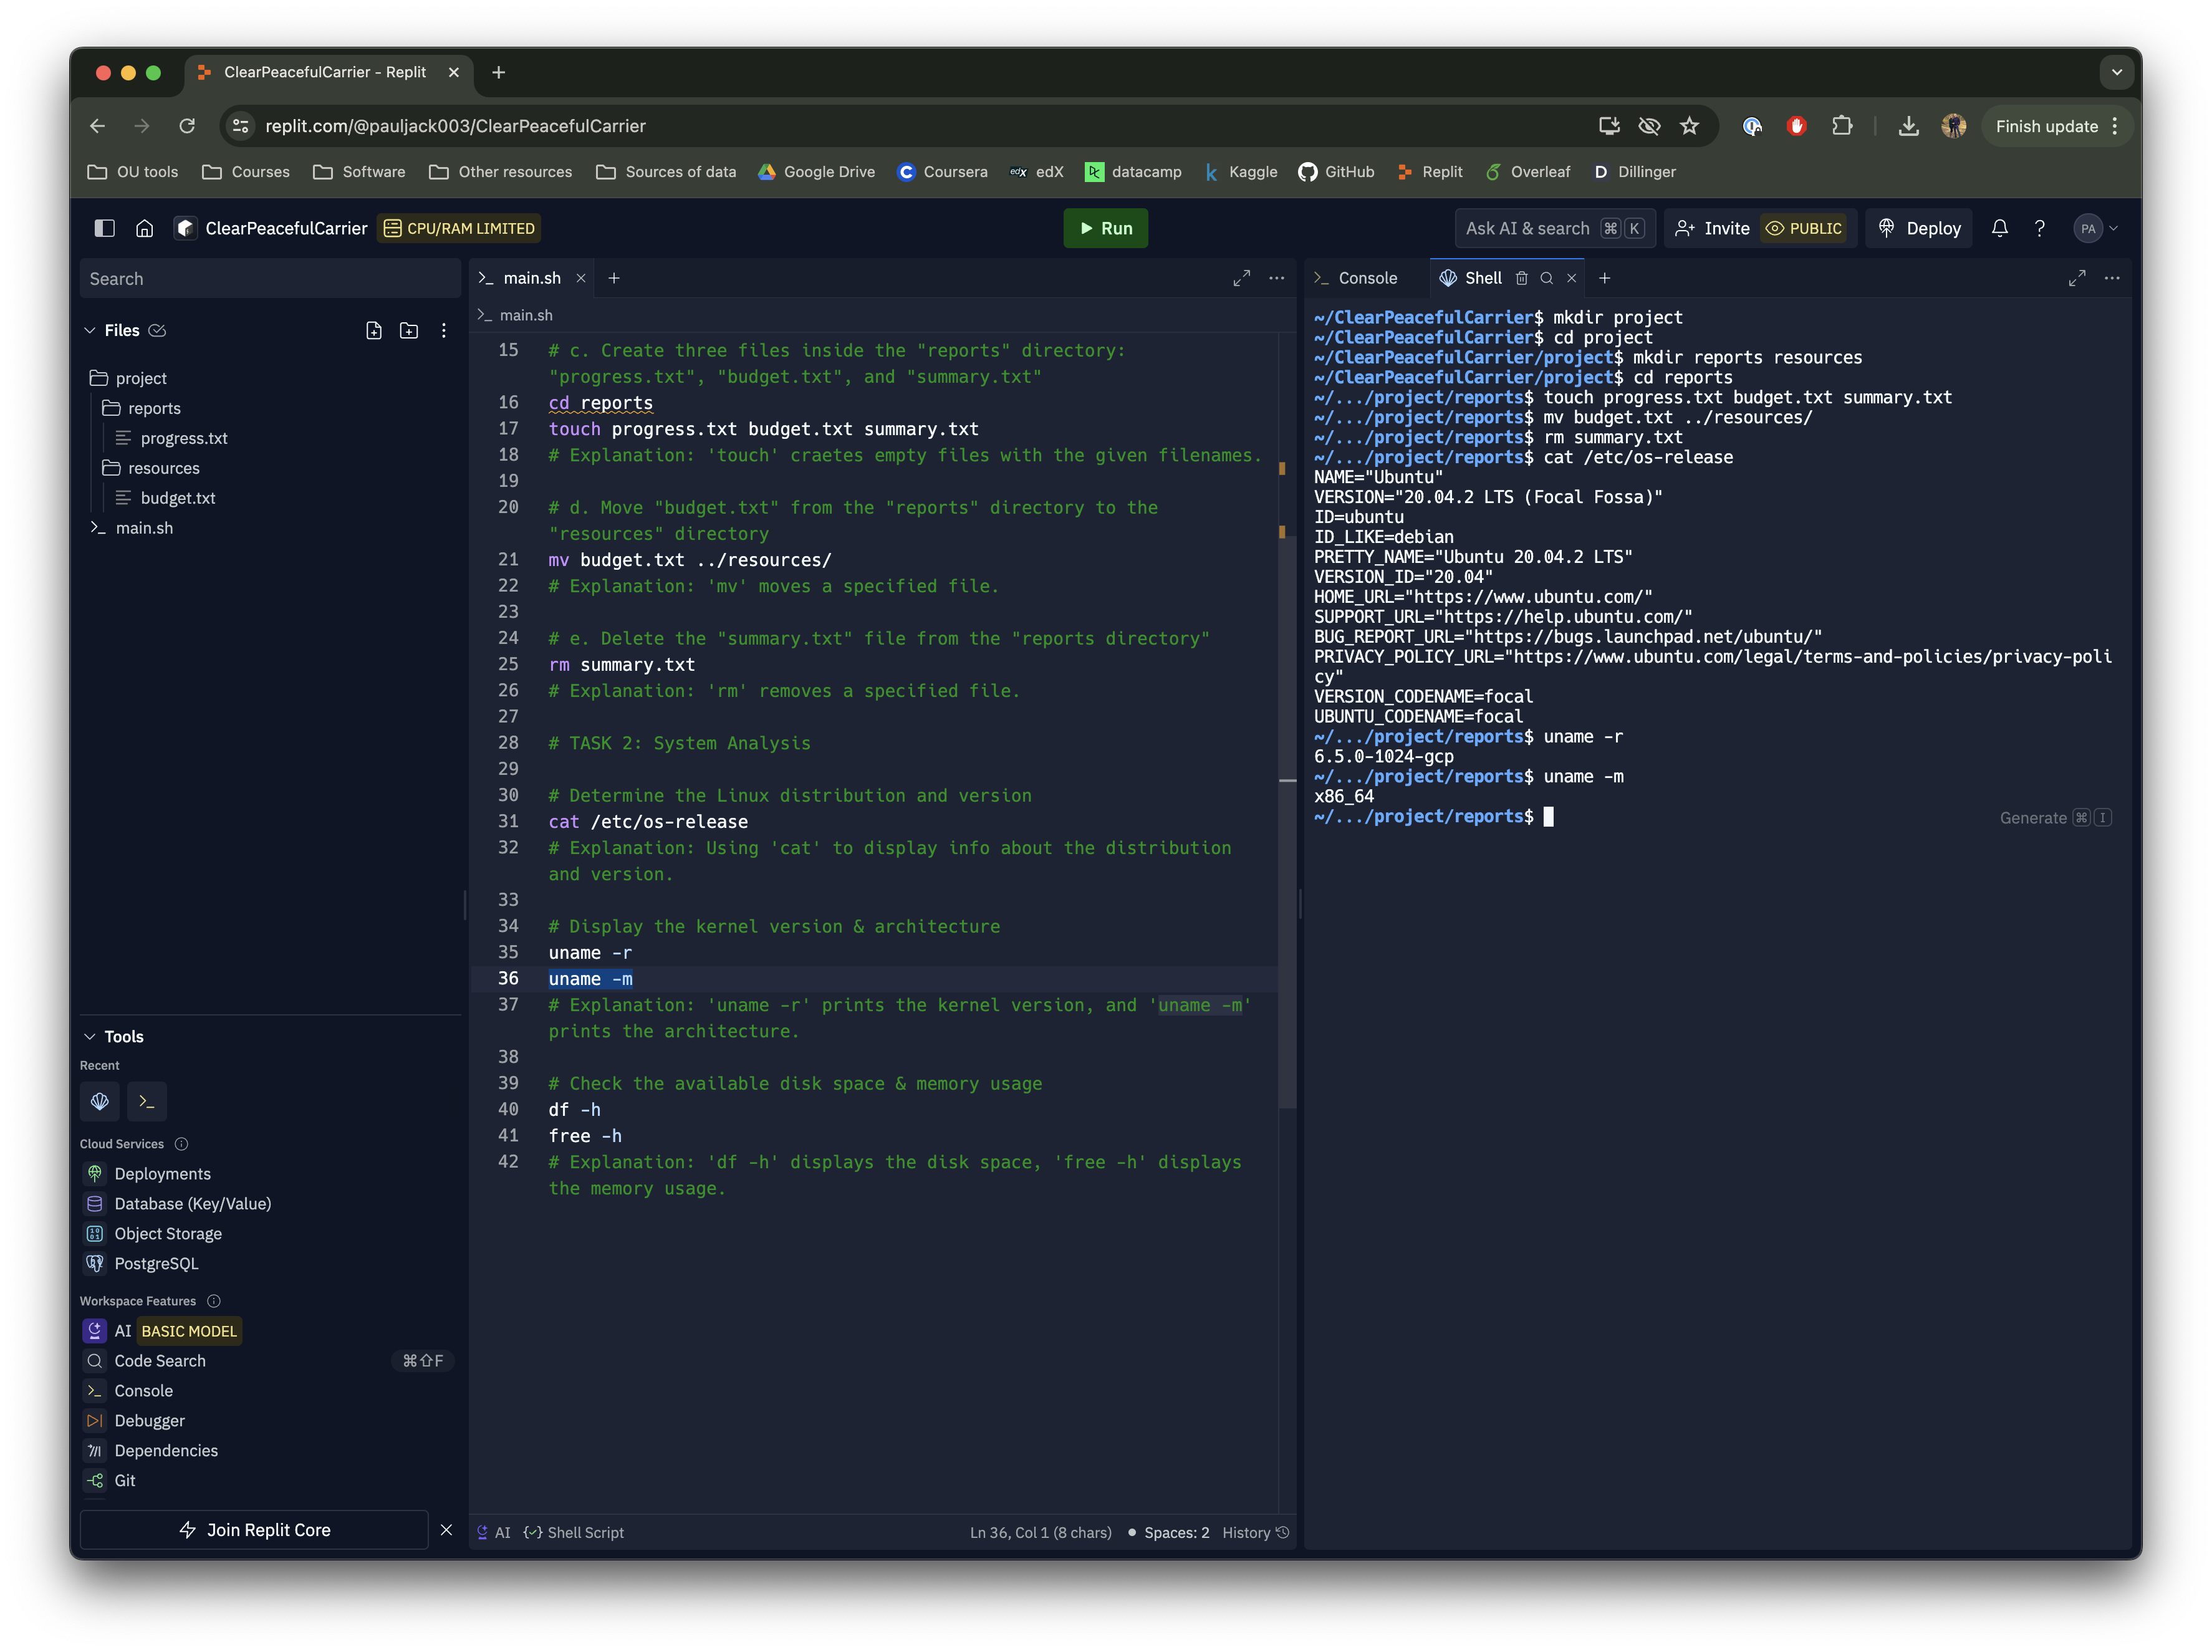 ClearPeacefulCarrier - Replit
replit.com/@pauljack003/ClearPeacefulCarrier
Finish update
OU tools
Courses
Software
Other resources
Sources of data
Google Drive
Coursera
edX
datacamp
Kaggle
GitHub
Replit
Overleaf
Dillinger
ClearPeacefulCarrier
CPU/RAM LIMITED
Run
Ask AI & search ⌘ K
Invite
PUBLIC
Deploy
PA
Search
Files
project
reports
progress.txt
resources
budget.txt
main.sh
Tools
Recent
Cloud Services
Deployments
Database (Key/Value)
Object Storage
PostgreSQL
Workspace Features
AI BASIC MODEL
Code Search ⌘⇧F
Console
Debugger
Dependencies
Git
Join Replit Core
main.sh
main.sh
15 # c. Create three files inside the "reports" directory:
"progress.txt", "budget.txt", and "summary.txt"
16 cd reports
17 touch progress.txt budget.txt summary.txt
18 # Explanation: 'touch' craetes empty files with the given filenames.
19
20 # d. Move "budget.txt" from the "reports" directory to the
"resources" directory
21 mv budget.txt ../resources/
22 # Explanation: 'mv' moves a specified file.
23
24 # e. Delete the "summary.txt" file from the "reports directory"
25 rm summary.txt
26 # Explanation: 'rm' removes a specified file.
27
28 # TASK 2: System Analysis
29
30 # Determine the Linux distribution and version
31 cat /etc/os-release
32 # Explanation: Using 'cat' to display info about the distribution
and version.
33
34 # Display the kernel version & architecture
35 uname -r
36 uname -m
37 # Explanation: 'uname -r' prints the kernel version, and 'uname -m'
prints the architecture.
38
39 # Check the available disk space & memory usage
40 df -h
41 free -h
42 # Explanation: 'df -h' displays the disk space, 'free -h' displays
the memory usage.
AI
Shell Script
Ln 36, Col 1 (8 chars)
Spaces: 2
History
Console
Shell
~/ClearPeacefulCarrier$ mkdir project
~/ClearPeacefulCarrier$ cd project
~/ClearPeacefulCarrier/project$ mkdir reports resources
~/ClearPeacefulCarrier/project$ cd reports
~/.../project/reports$ touch progress.txt budget.txt summary.txt
~/.../project/reports$ mv budget.txt ../resources/
~/.../project/reports$ rm summary.txt
~/.../project/reports$ cat /etc/os-release
NAME="Ubuntu"
VERSION="20.04.2 LTS (Focal Fossa)"
ID=ubuntu
ID_LIKE=debian
PRETTY_NAME="Ubuntu 20.04.2 LTS"
VERSION_ID="20.04"
HOME_URL="https://www.ubuntu.com/"
SUPPORT_URL="https://help.ubuntu.com/"
BUG_REPORT_URL="https://bugs.launchpad.net/ubuntu/"
PRIVACY_POLICY_URL="https://www.ubuntu.com/legal/terms-and-policies/privacy-poli
cy"
VERSION_CODENAME=focal
UBUNTU_CODENAME=focal
~/.../project/reports$ uname -r
6.5.0-1024-gcp
~/.../project/reports$ uname -m
x86_64
~/.../project/reports$
Generate ⌘ I